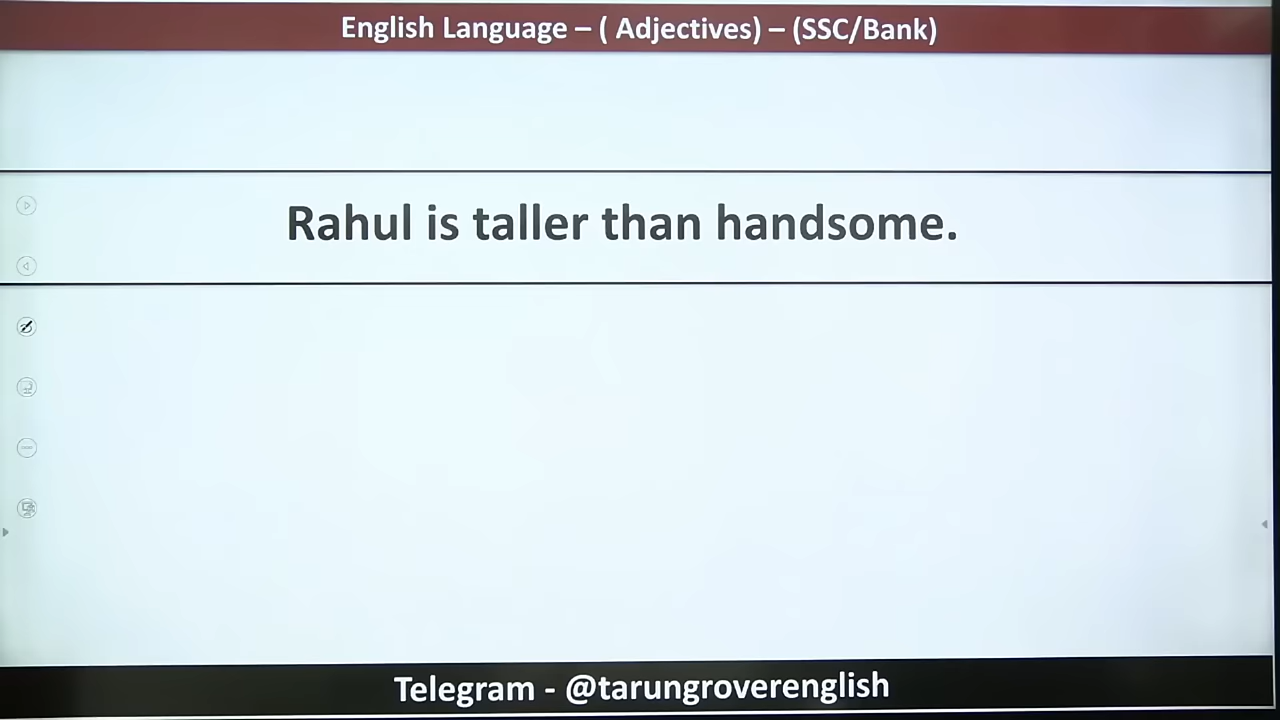 English Language – ( Adjectives) – (SSC/Bank)
Rahul is taller than handsome.
Telegram - @tarungroverenglish